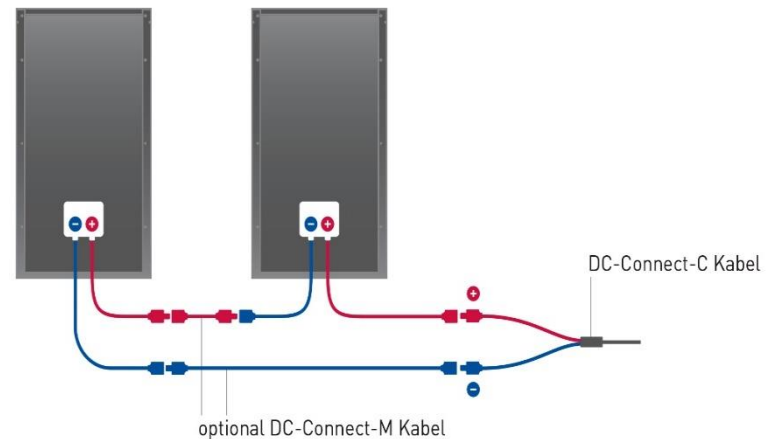 − +
− +
DC-Connect-C Kabel
+
−
optional DC-Connect-M Kabel